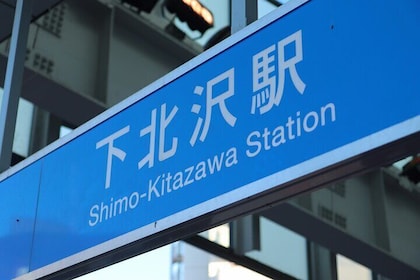 下北沢駅
Shimo-Kitazawa Station